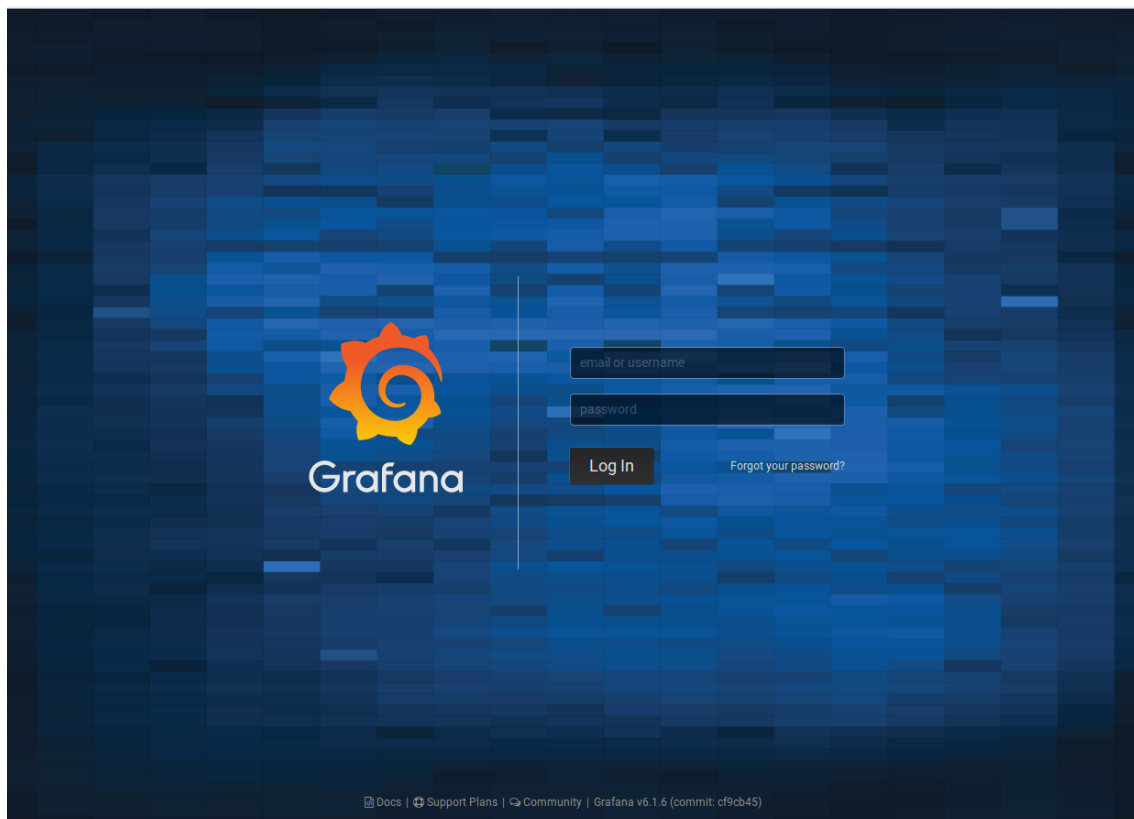 email or username
password
Log In
Forgot your password?
Grafana
Docs | Support Plans | Community | Grafana v6.1.6 (commit: cf9cb45)